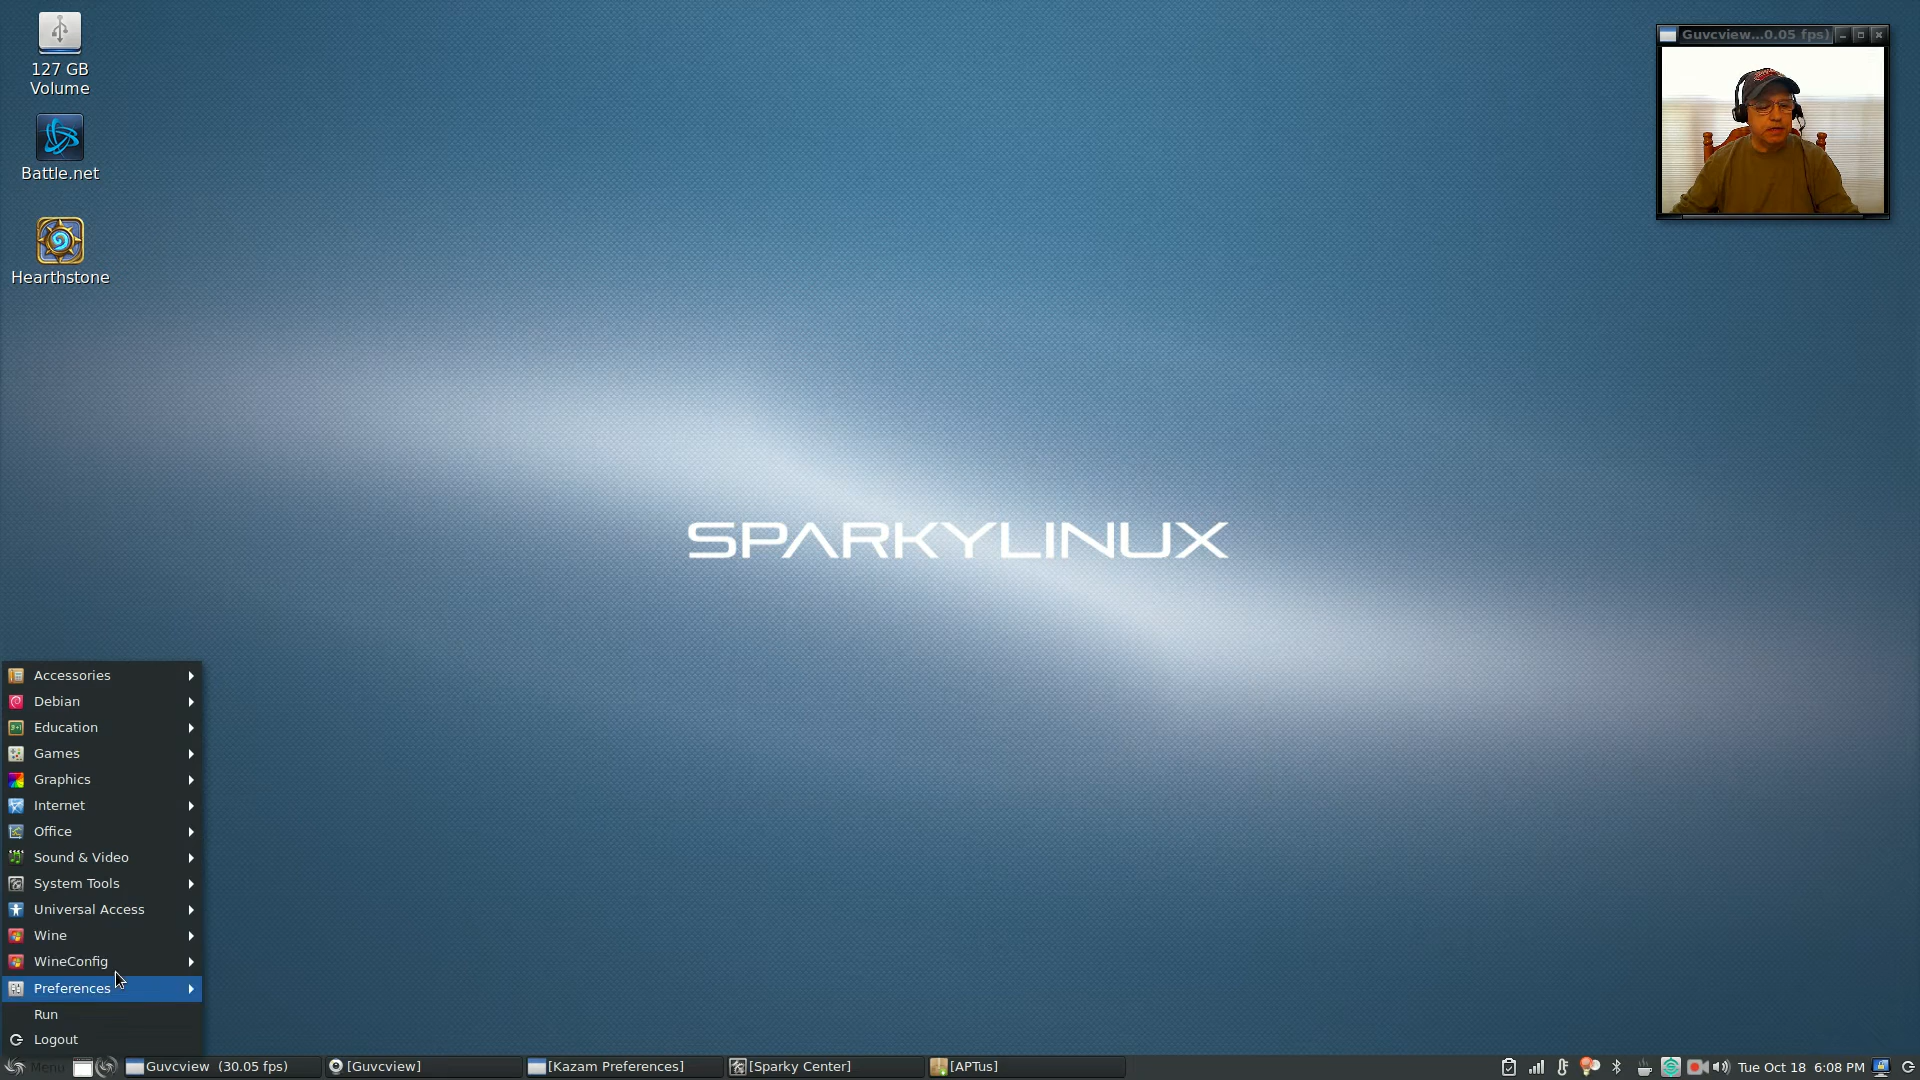 127 GB
Volume
Battle.net
Hearthstone
Guvcview...0.05 fps)
SPARKYLINUX
Accessories
Debian
Education
Games
Graphics
Internet
Office
Sound & Video
System Tools
Universal Access
Wine
WineConfig
Preferences
Run
Logout
Menu
Guvcview (30.05 fps)
[Guvcview]
[Kazam Preferences]
[Sparky Center]
[APTus]
Tue Oct 18 6:08 PM